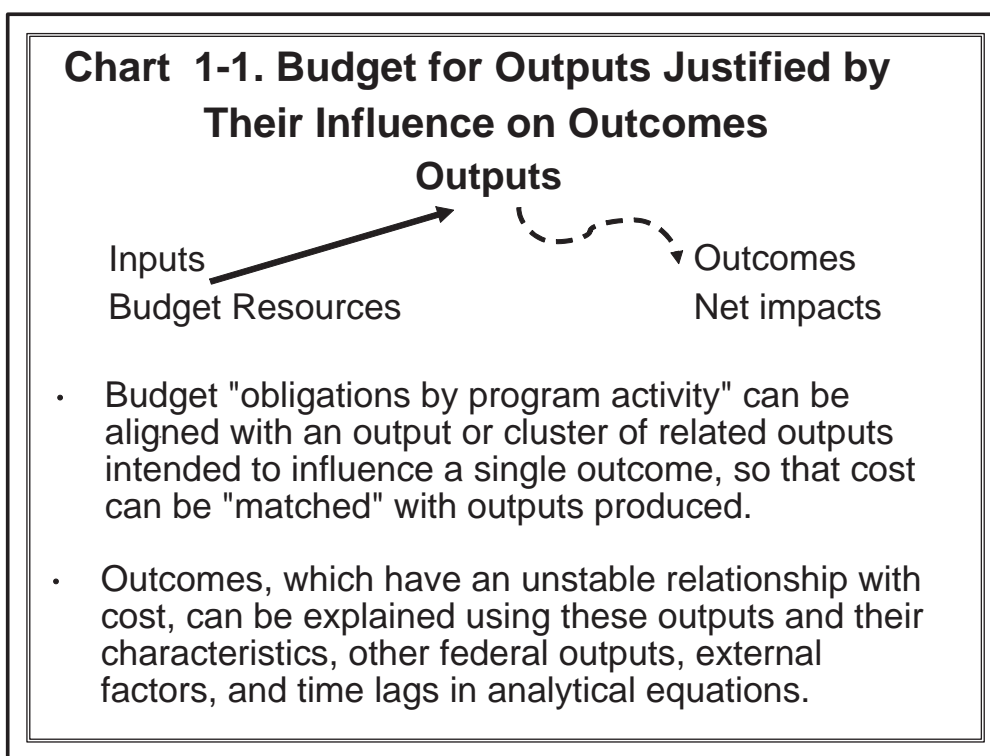 Chart 1-1. Budget for Outputs Justified by
Their Influence on Outcomes
Outputs
Inputs
Outcomes
Budget Resources
Net impacts
· Budget "obligations by program activity" can be
aligned with an output or cluster of related outputs
intended to influence a single outcome, so that cost
can be "matched" with outputs produced.
· Outcomes, which have an unstable relationship with
cost, can be explained using these outputs and their
characteristics, other federal outputs, external
factors, and time lags in analytical equations.